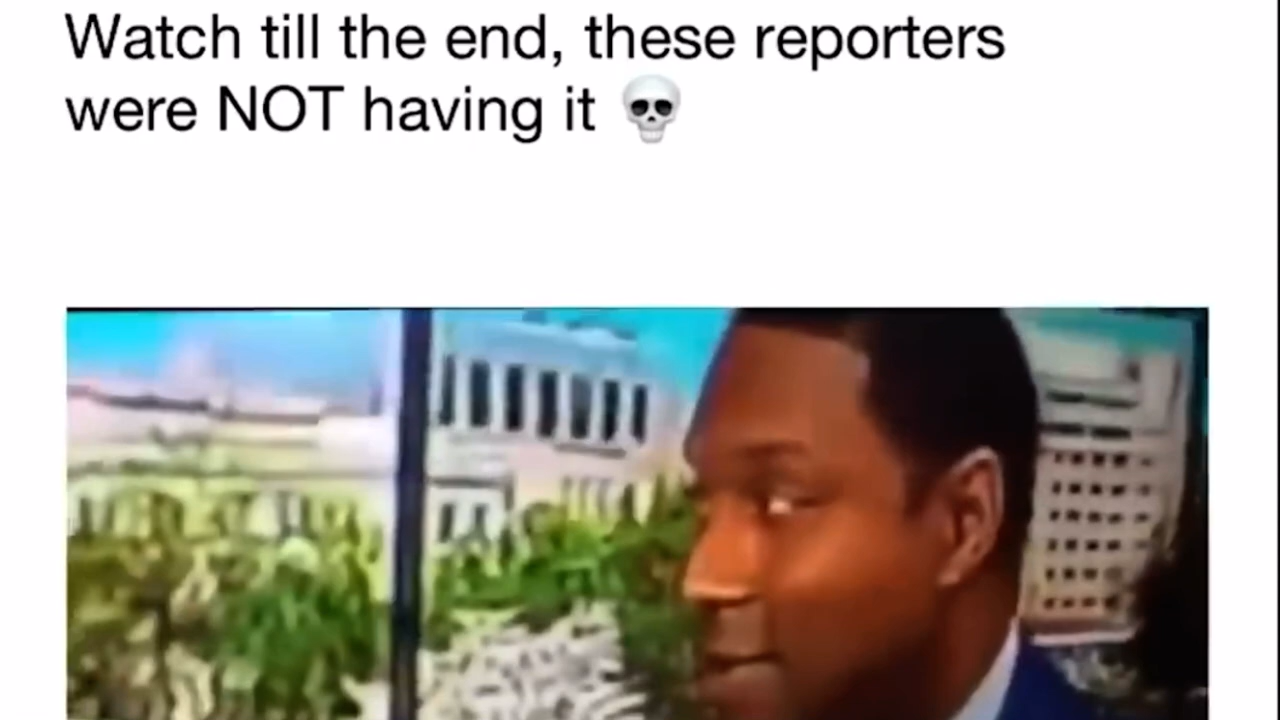 Watch till the end, these reporters
were NOT having it 💀